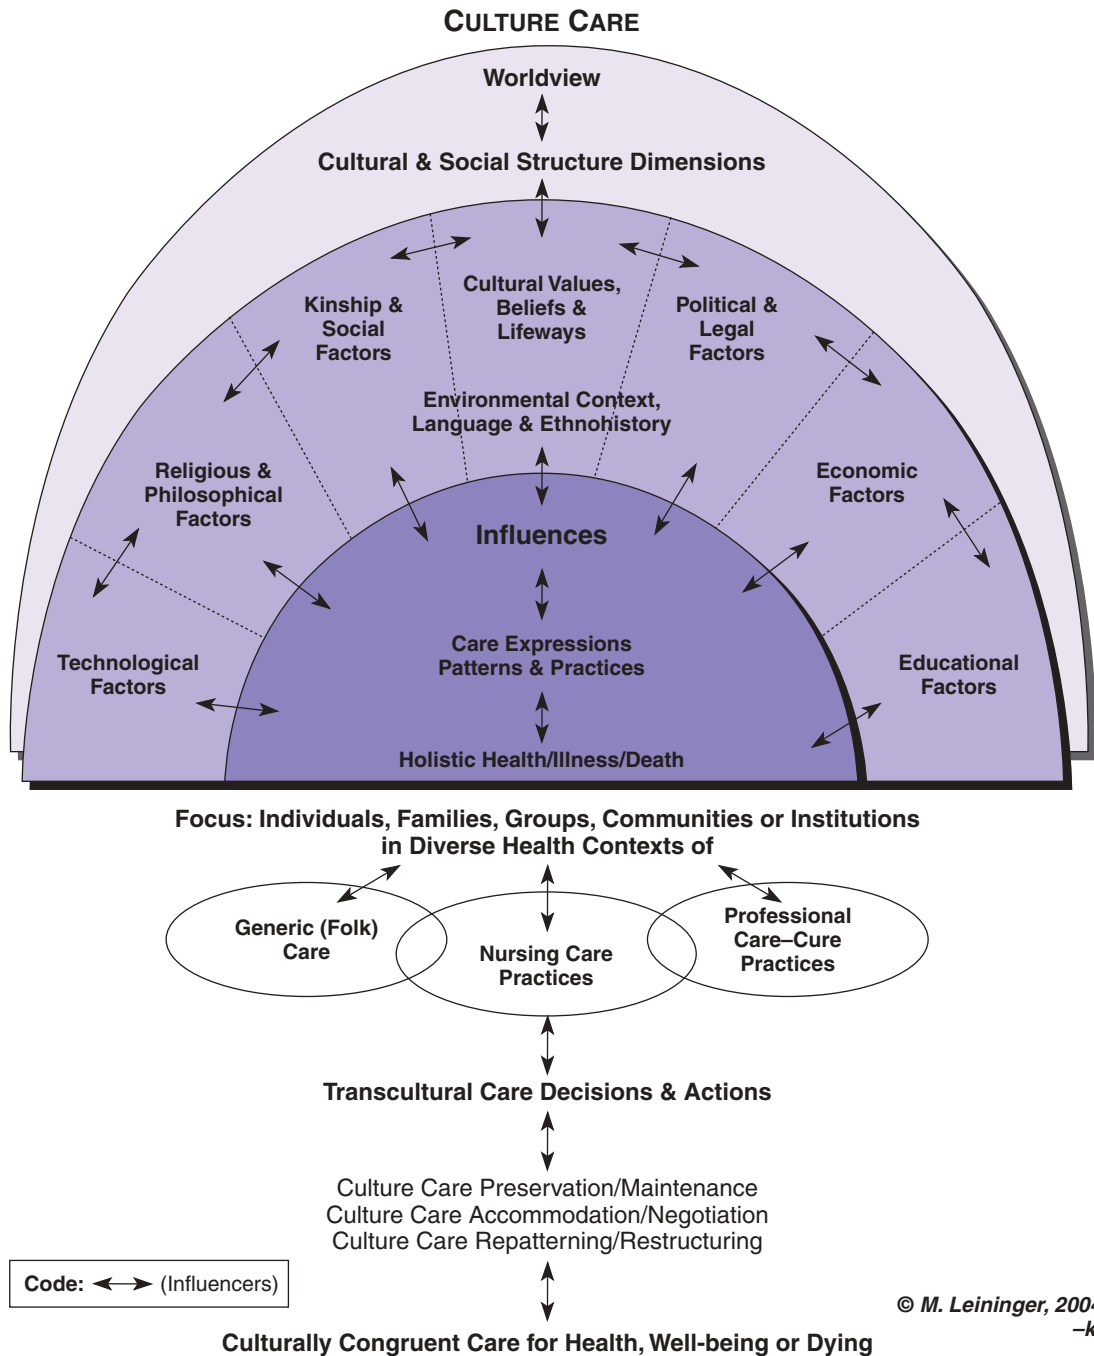 CULTURE CARE
Worldview
Cultural & Social Structure Dimensions
Kinship &
Social
Factors
Cultural Values,
Beliefs &
Lifeways
Political &
Legal
Factors
Environmental Context,
Language & Ethnohistory
Religious &
Philosophical
Factors
Economic
Factors
Influences
Technological
Factors
Care Expressions
Patterns & Practices
Educational
Factors
Holistic Health/Illness/Death
Focus: Individuals, Families, Groups, Communities or Institutions
in Diverse Health Contexts of
Generic (Folk)
Care
Nursing Care
Practices
Professional
Care–Cure
Practices
Transcultural Care Decisions & Actions
Culture Care Preservation/Maintenance
Culture Care Accommodation/Negotiation
Culture Care Repatterning/Restructuring
Code: (Influencers)
© M. Leininger, 2004
–k
Culturally Congruent Care for Health, Well-being or Dying